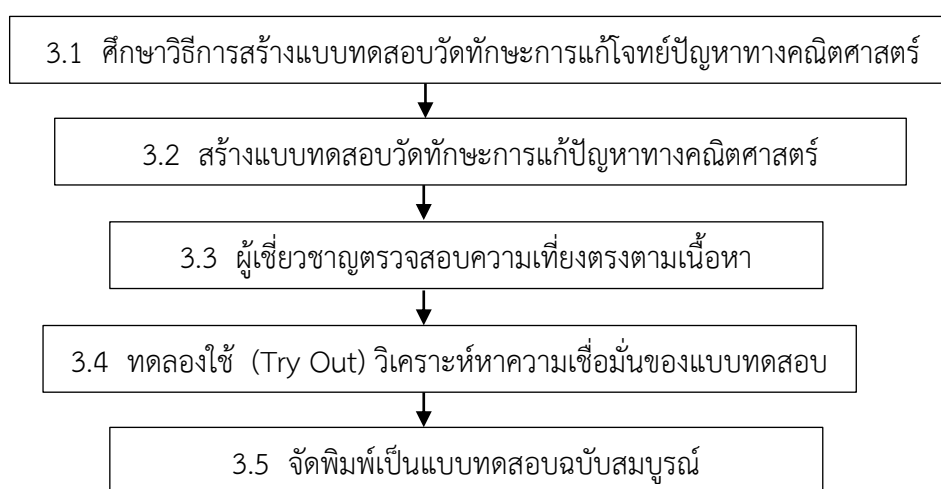 3.1 ศึกษาวิธีการสร้างแบบทดสอบวัดทักษะการแก้โจทย์ปัญหาทางคณิตศาสตร์
3.2 สร้างแบบทดสอบวัดทักษะการแก้ปัญหาทางคณิตศาสตร์
3.3 ผู้เชี่ยวชาญตรวจสอบความเที่ยงตรงตามเนื้อหา
3.4 ทดลองใช้ (Try Out) วิเคราะห์หาความเชื่อมั่นของแบบทดสอบ
3.5 จัดพิมพ์เป็นแบบทดสอบฉบับสมบูรณ์